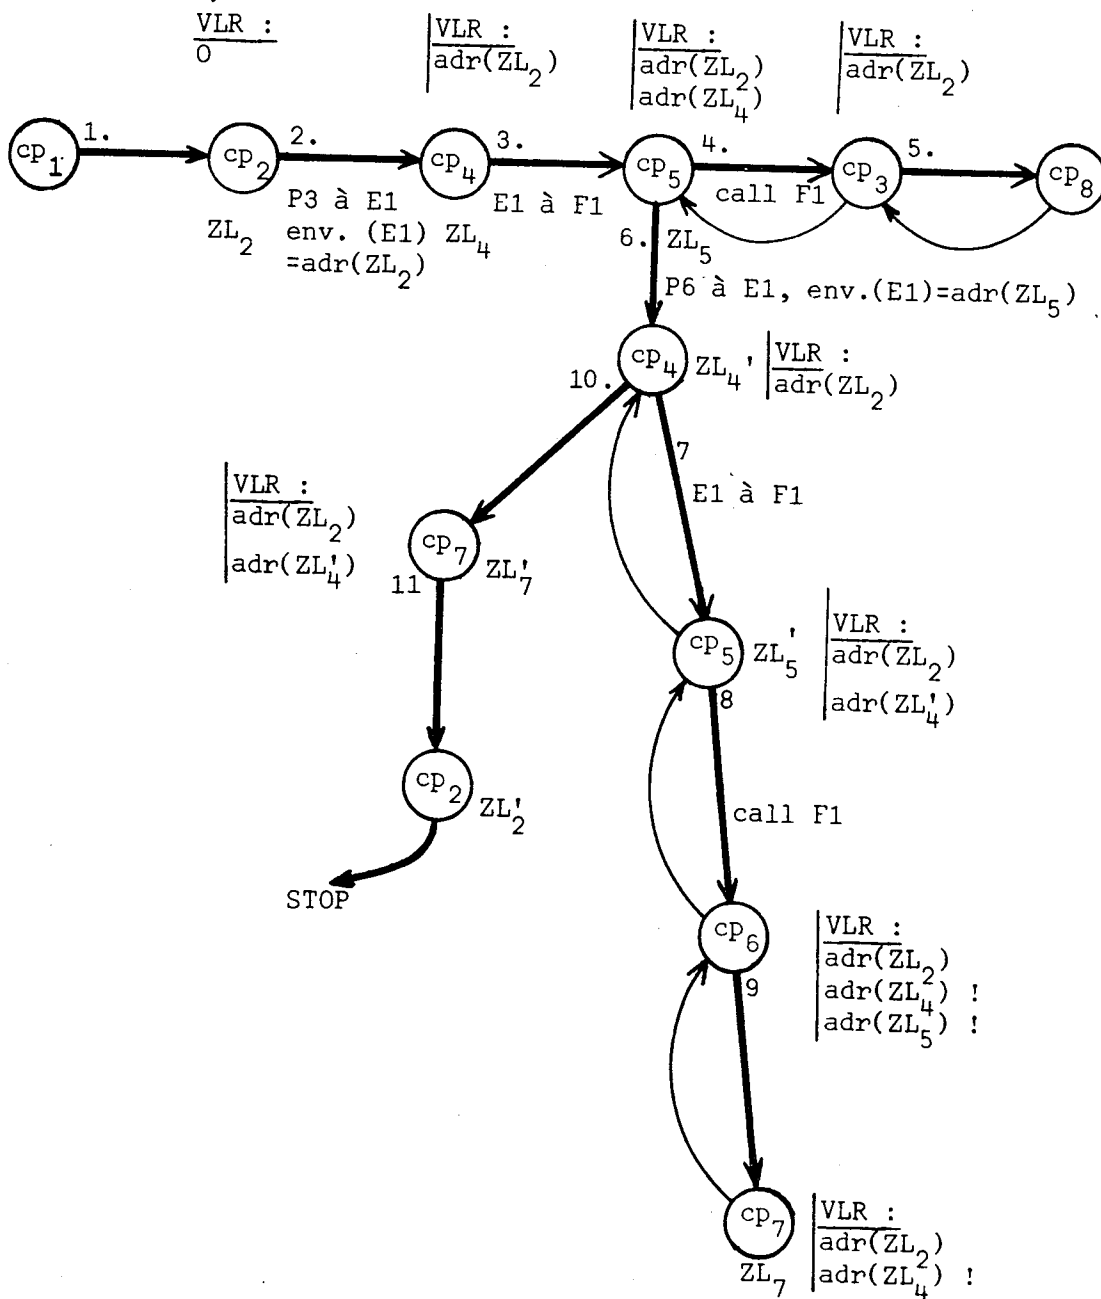 VLR :
0
VLR :
adr(ZL2)
VLR :
adr(ZL2)
adr(ZL4)
VLR :
adr(ZL2)
cp1
1.
cp2
2.
cp4
3.
cp5
4.
cp3
5.
cp8
ZL2
P3 à E1
env. (E1)
=adr(ZL2)
ZL4
E1 à F1
call F1
6.
ZL5
P6 à E1, env.(E1)=adr(ZL5)
cp4
ZL4'
VLR :
adr(ZL2)
10.
7
E1 à F1
VLR :
adr(ZL2)
adr(ZL4')
cp7
ZL7'
11
cp5
ZL5'
VLR :
adr(ZL2)
adr(ZL4')
8
cp2
ZL2'
call F1
STOP
cp6
VLR :
adr(ZL2)
adr(ZL4) !
adr(ZL5) !
9
cp7
ZL7
VLR :
adr(ZL2)
adr(ZL4) !